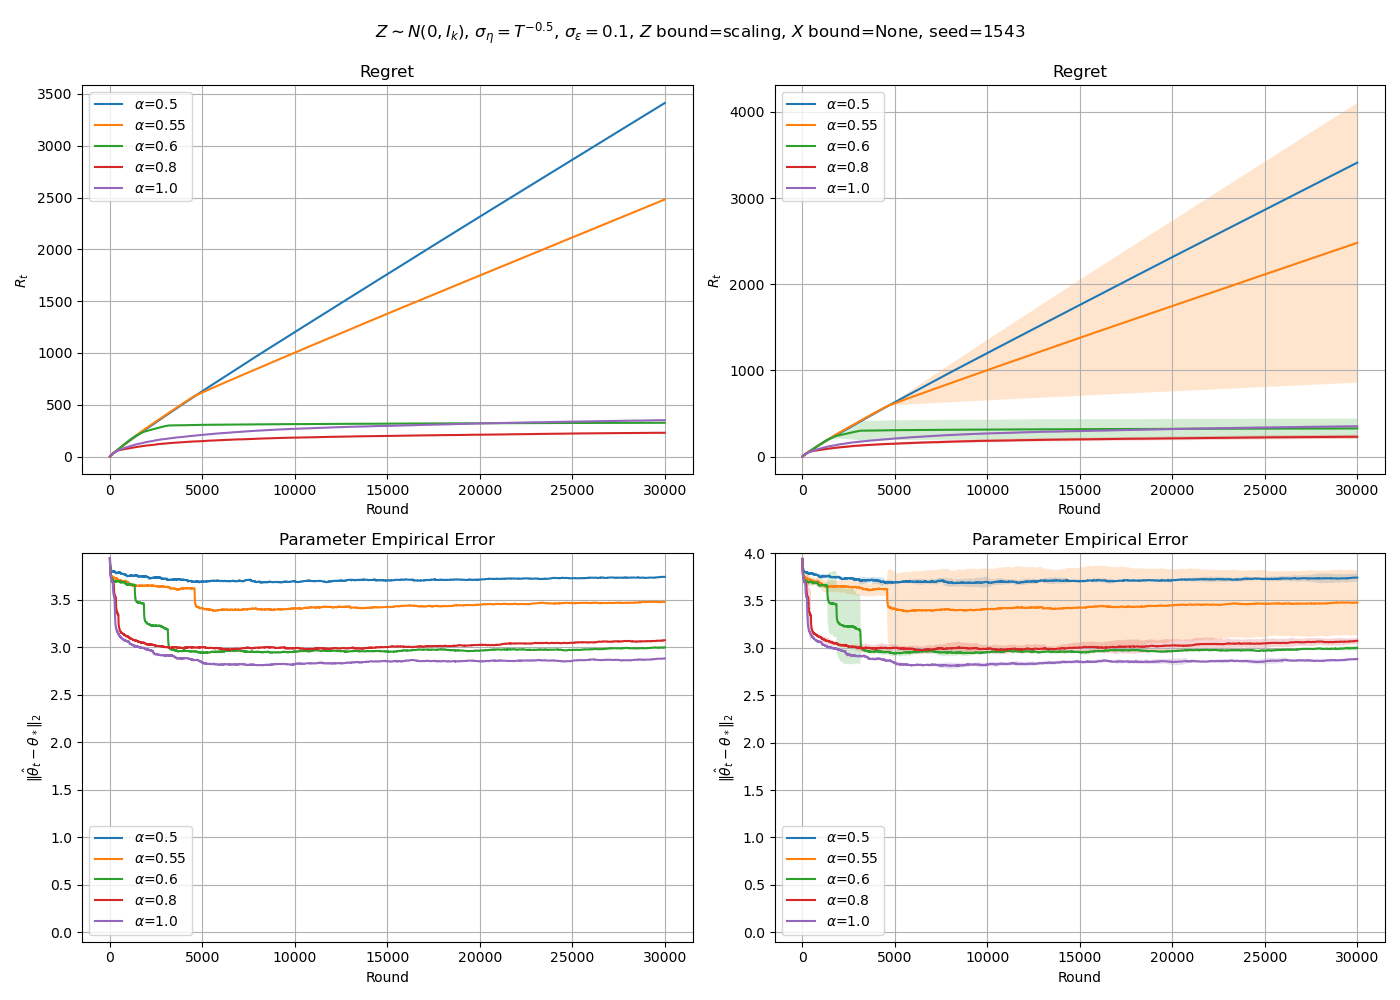 Z ∼ N(0, I_k), σ_η = T^{−0.5}, σ_ε = 0.1, Z bound=scaling, X bound=None, seed=1543
Regret
R_t
3500
3000
2500
2000
1500
1000
500
0
α=0.5
α=0.55
α=0.6
α=0.8
α=1.0
0 5000 10000 15000 20000 25000 30000
Round
Regret
R_t
4000
3000
2000
1000
0
α=0.5
α=0.55
α=0.6
α=0.8
α=1.0
0 5000 10000 15000 20000 25000 30000
Round
Parameter Empirical Error
‖θ̂_t − θ_*‖_2
3.5
3.0
2.5
2.0
1.5
1.0
0.5
0.0
α=0.5
α=0.55
α=0.6
α=0.8
α=1.0
0 5000 10000 15000 20000 25000 30000
Round
Parameter Empirical Error
‖θ̂_t − θ_*‖_2
4.0
3.5
3.0
2.5
2.0
1.5
1.0
0.5
0.0
α=0.5
α=0.55
α=0.6
α=0.8
α=1.0
0 5000 10000 15000 20000 25000 30000
Round